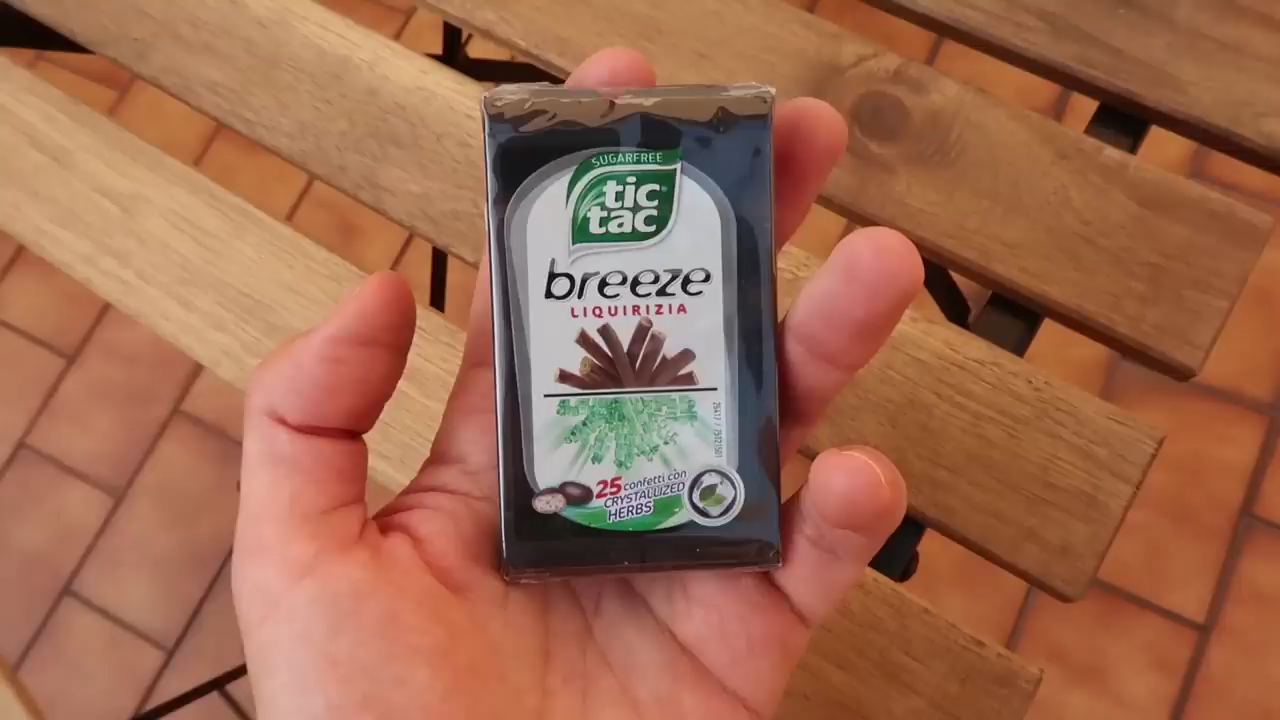 SUGARFREE
tic
tac
breeze
LIQUIRIZIA
25 confetti con
CRYSTALLIZED
HERBS